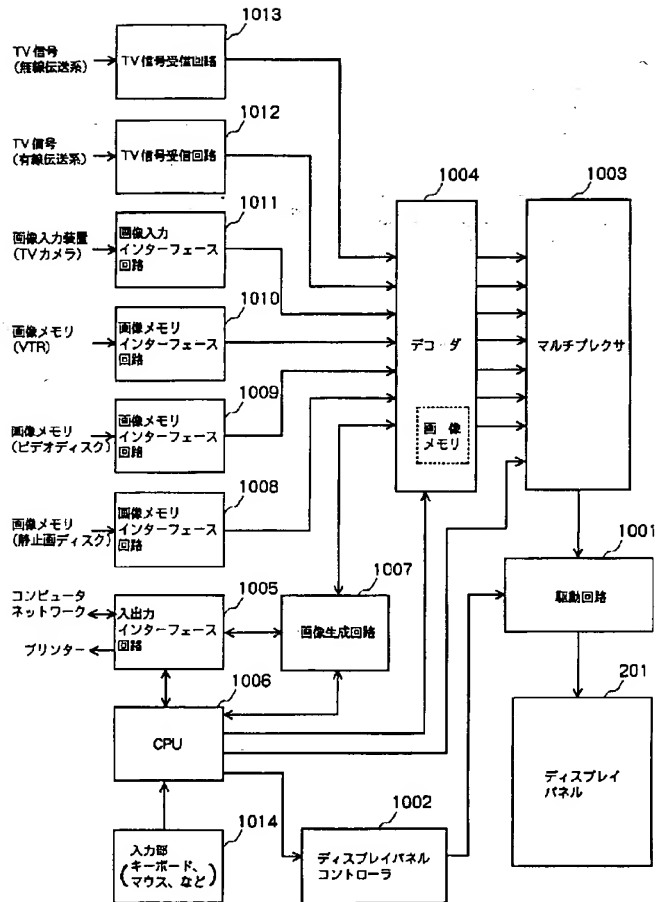 1013
TV 信号
(無線伝送系)
TV 信号受信回路
1012
TV 信号
(有線伝送系)
TV 信号受信回路
1004
1003
1011
画像入力装置
(TV カメラ)
画像入力
インターフェース
回路
1010
画像メモリ
(VTR)
画像メモリ
インターフェース
回路
デコーダ
マルチプレクサ
1009
画像メモリ
(ビデオディスク)
画像メモリ
インターフェース
回路
画像
メモリ
1008
画像メモリ
(静止画ディスク)
画像メモリ
インターフェース
回路
1007
1001
コンピュータ
ネットワーク
プリンター
1005
入出力
インターフェース
回路
画像生成回路
駆動回路
1006
CPU
201
ディスプレイ
パネル
1014
入力部
(キーボード、
マウス、など)
1002
ディスプレイパネル
コントローラ